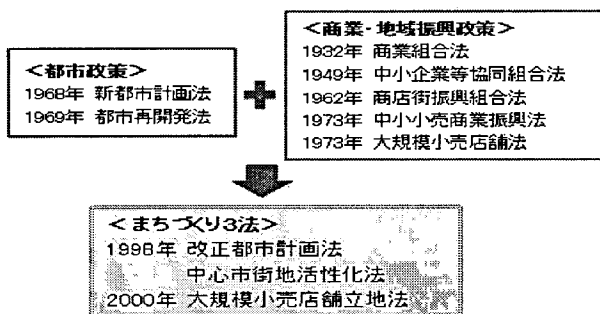 ＜都市政策＞
1968年 新都市計画法
1969年 都市再開発法
＜商業・地域振興政策＞
1932年 商業組合法
1949年 中小企業等協同組合法
1962年 商店街振興組合法
1973年 中小小売商業振興法
1973年 大規模小売店舗法
＜まちづくり3法＞
1998年 改正都市計画法
中心市街地活性化法
2000年 大規模小売店舗立地法